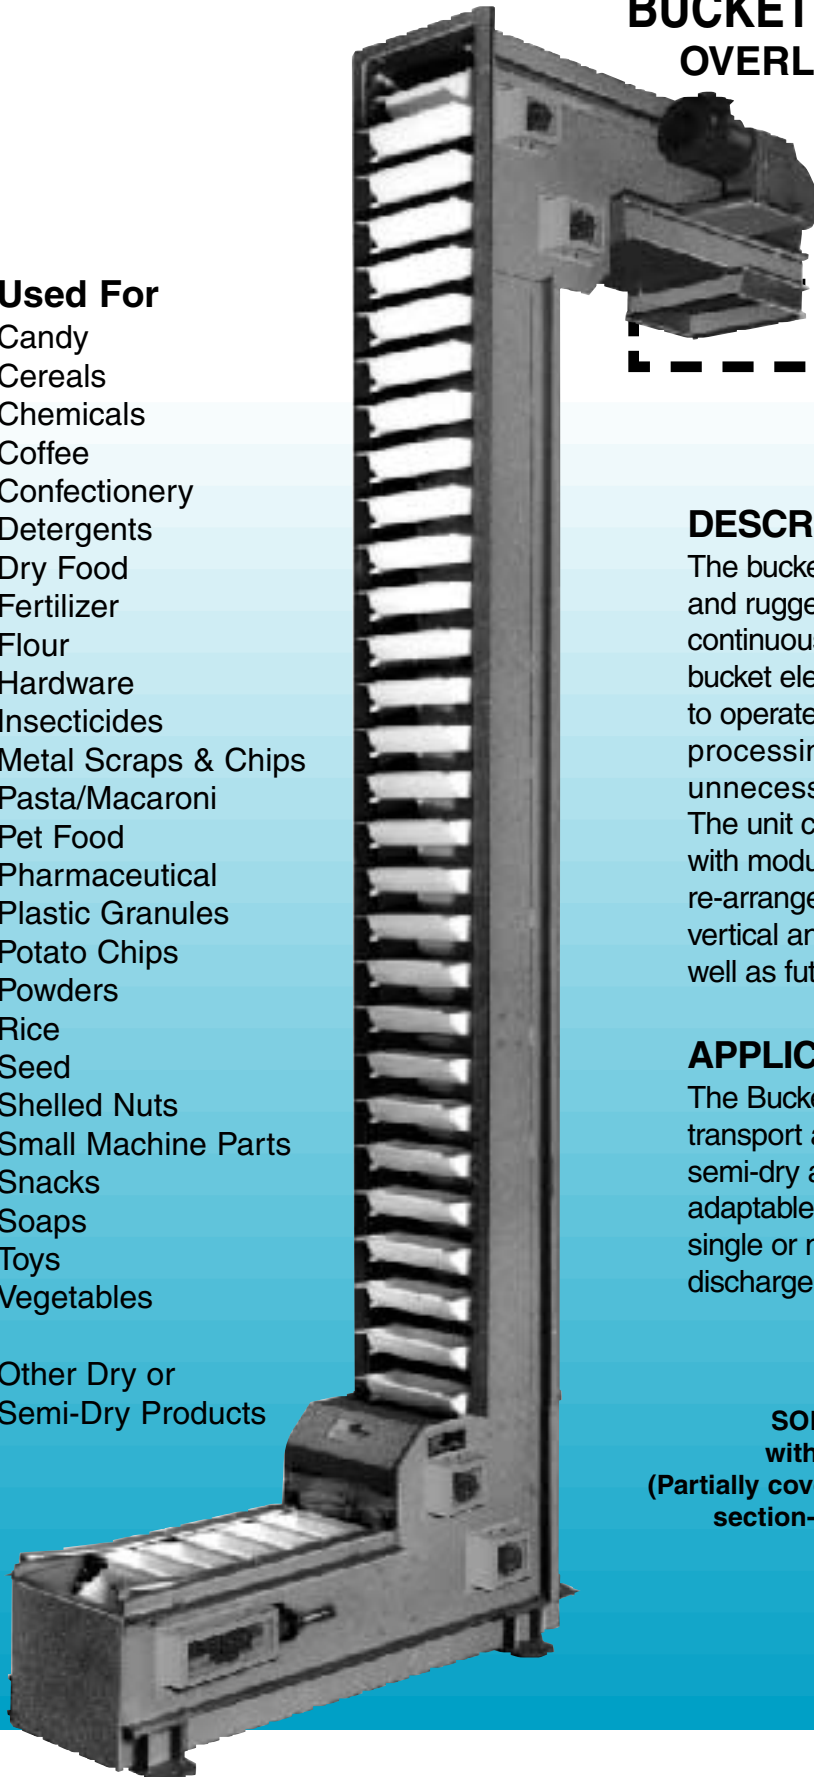 BUCKET
OVERL
Used For
Candy
Cereals
Chemicals
Coffee
Confectionery
Detergents
Dry Food
Fertilizer
Flour
Hardware
Insecticides
Metal Scraps & Chips
Pasta/Macaroni
Pet Food
Pharmaceutical
Plastic Granules
Potato Chips
Powders
Rice
Seed
Shelled Nuts
Small Machine Parts
Snacks
Soaps
Toys
Vegetables
Other Dry or
Semi-Dry Products
DESCR
The bucke
and rugge
continuous
bucket ele
to operate
processin
unnecess
The unit c
with modu
re-arrange
vertical an
well as fut
APPLIC
The Bucke
transport a
semi-dry a
adaptable
single or r
discharge
SOI
with
(Partially cov
section-